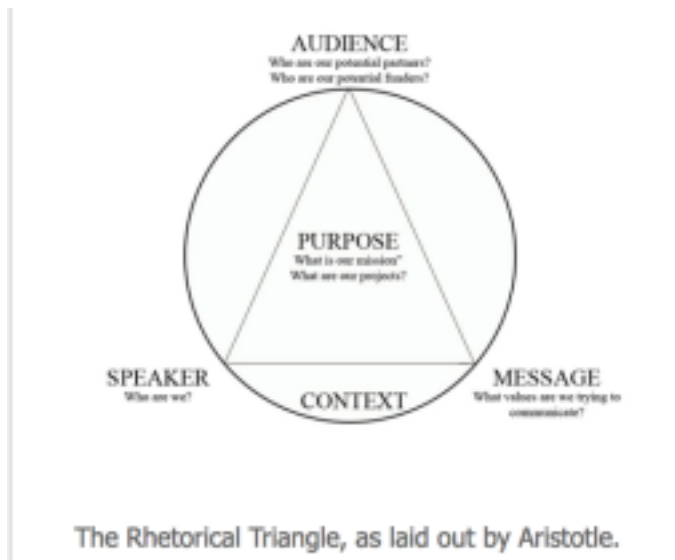 AUDIENCE
Who are our potential partners?
Who are our potential funders?
PURPOSE
What is our mission"
What are our projects?
SPEAKER
Who are we?
MESSAGE
What values are we trying to
communicate?
CONTEXT
The Rhetorical Triangle, as laid out by Aristotle.